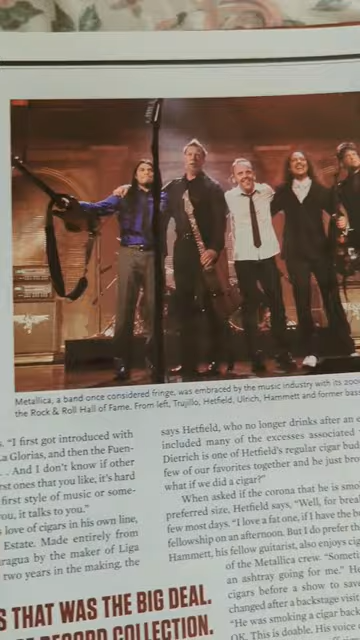 Metallica, a band once considered fringe, was embraced by the music industry with its 200
the Rock & Roll Hall of Fame. From left, Trujillo, Hetfield, Ulrich, Hammett and former bass
s. “I first got introduced with
a Glorias, and then the Fuen-
. . And I don’t know if other
rst ones that you like, it’s hard
first style of music or some-
you, it talks to you.”
s love of cigars in his own line,
Estate. Made entirely from
ragua by the maker of Liga
two years in the making, the
S THAT WAS THE BIG DEAL.
RECORD COLLECTION.
says Hetfield, who no longer drinks after an
included many of the excesses associated
Dietrich is one of Hetfield’s regular cigar bud
few of our favorites together and he just bro
what if we did a cigar?”
When asked if the corona that he is smo
preferred size, Hetfield says, “Well, for brea
few most days. “I love a fat one, if I have the b
fellowship on an afternoon. But I do prefer th
Hammett, his fellow guitarist, also enjoys cig
of the Metallica crew. “Someti
an ashtray going for me.” He
cigars before a show to save
changed after a backstage visit
“He was smoking a cigar back
OK. This is doable. His voice